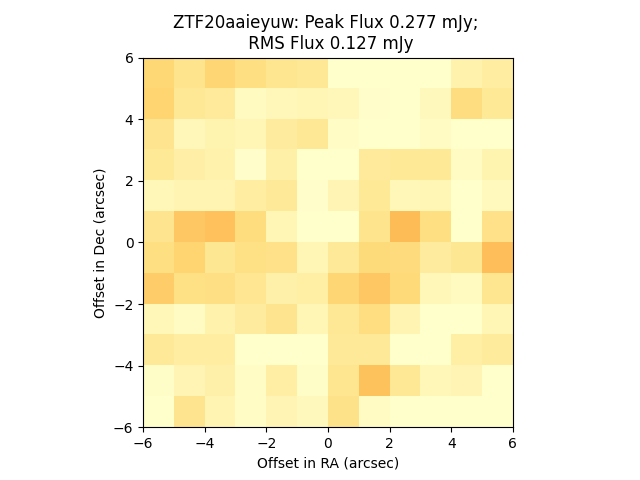 ZTF20aaieyuw: Peak Flux 0.277 mJy;
RMS Flux 0.127 mJy
6
4
2
0
−2
−4
−6
Offset in Dec (arcsec)
−6 −4 −2 0 2 4 6
Offset in RA (arcsec)